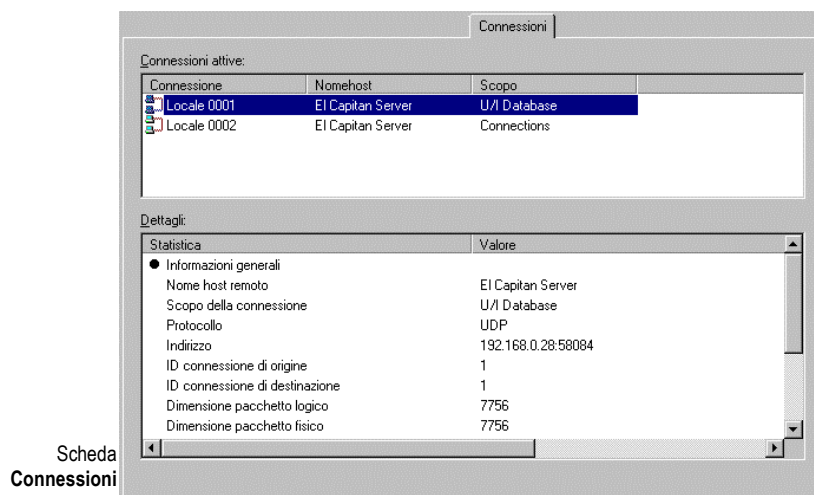 Connessioni
Connessioni attive:
Connessione Nomehost Scopo
Locale 0001 El Capitan Server U/I Database
Locale 0002 El Capitan Server Connections
Dettagli:
Statistica Valore
Informazioni generali
Nome host remoto El Capitan Server
Scopo della connessione U/I Database
Protocollo UDP
Indirizzo 192.168.0.28:58084
ID connessione di origine 1
ID connessione di destinazione 1
Dimensione pacchetto logico 7756
Dimensione pacchetto fisico 7756
Scheda
Connessioni